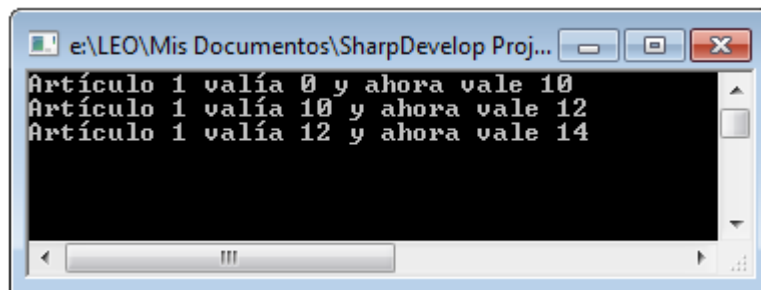 e:\LEO\Mis Documentos\SharpDevelop Proj...
Artículo 1 valía 0 y ahora vale 10
Artículo 1 valía 10 y ahora vale 12
Artículo 1 valía 12 y ahora vale 14